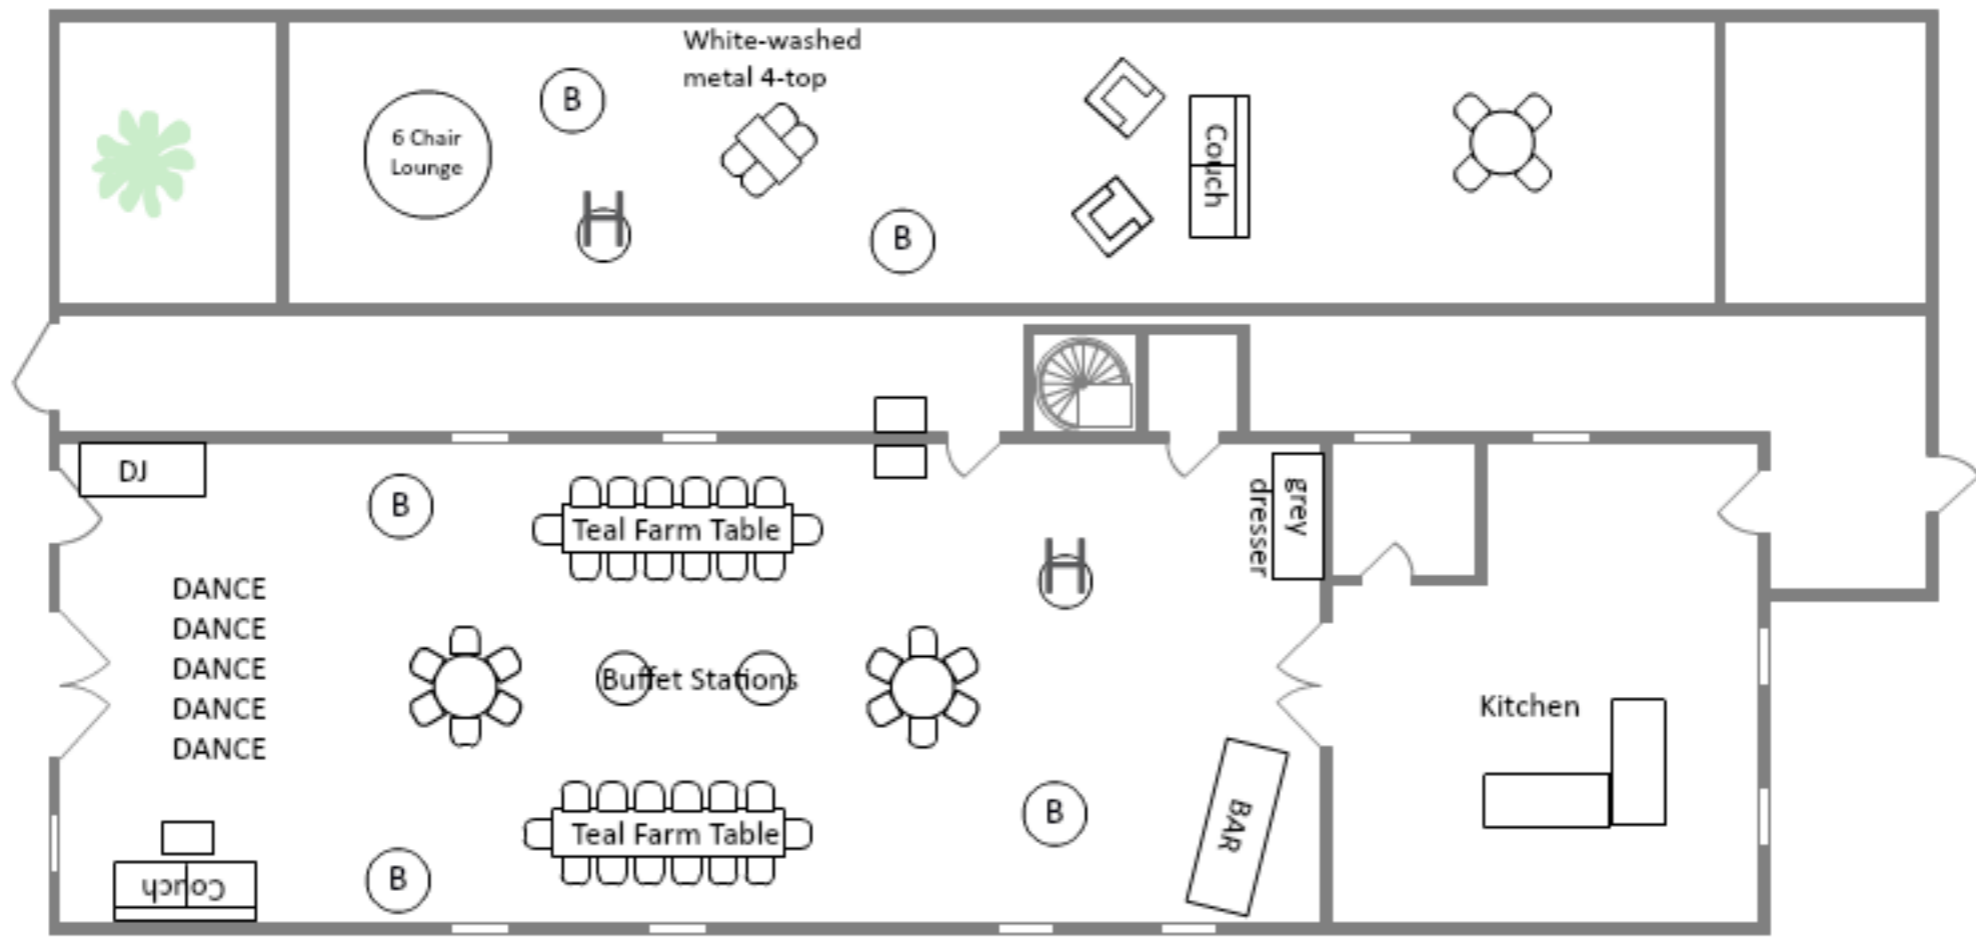 White-washed
metal 4-top
B
6 Chair
Lounge
Couch
B
DJ
B
Teal Farm Table
grey
dresser
DANCE
DANCE
DANCE
DANCE
DANCE
Buffet Stations
Kitchen
B
BAR
Teal Farm Table
Couch
B